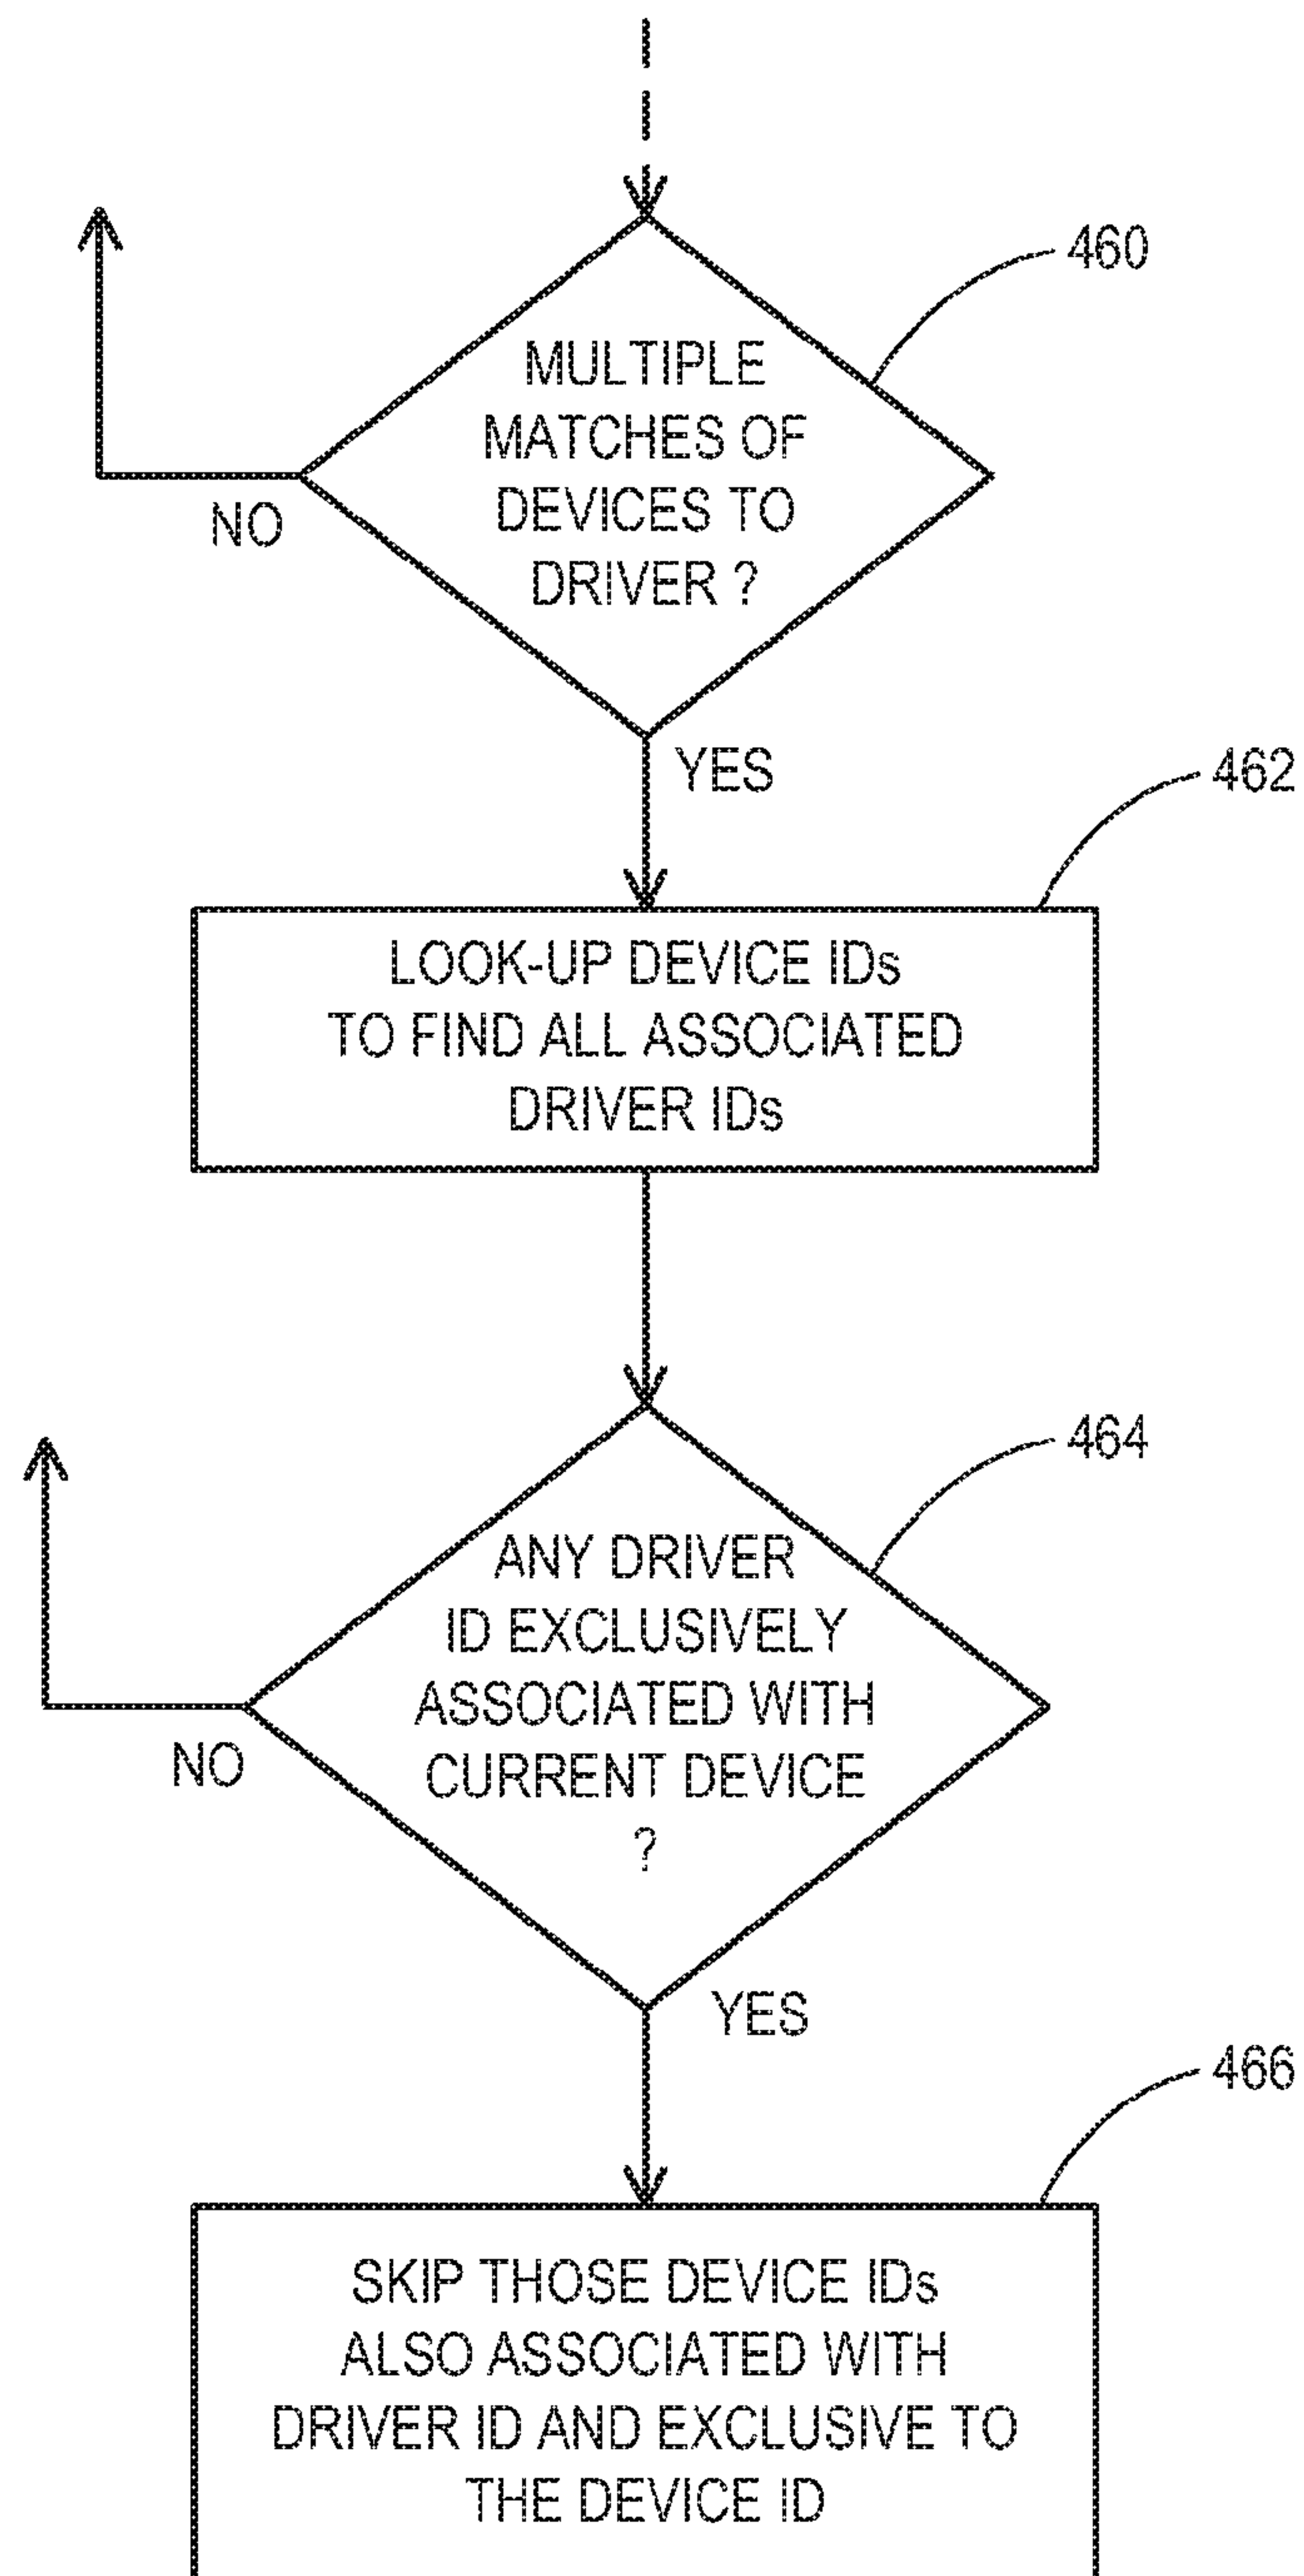 460
MULTIPLE
MATCHES OF
DEVICES TO
DRIVER ?
NO
YES
462
LOOK-UP DEVICE IDs
TO FIND ALL ASSOCIATED
DRIVER IDs
464
ANY DRIVER
ID EXCLUSIVELY
ASSOCIATED WITH
CURRENT DEVICE
?
NO
YES
466
SKIP THOSE DEVICE IDs
ALSO ASSOCIATED WITH
DRIVER ID AND EXCLUSIVE TO
THE DEVICE ID